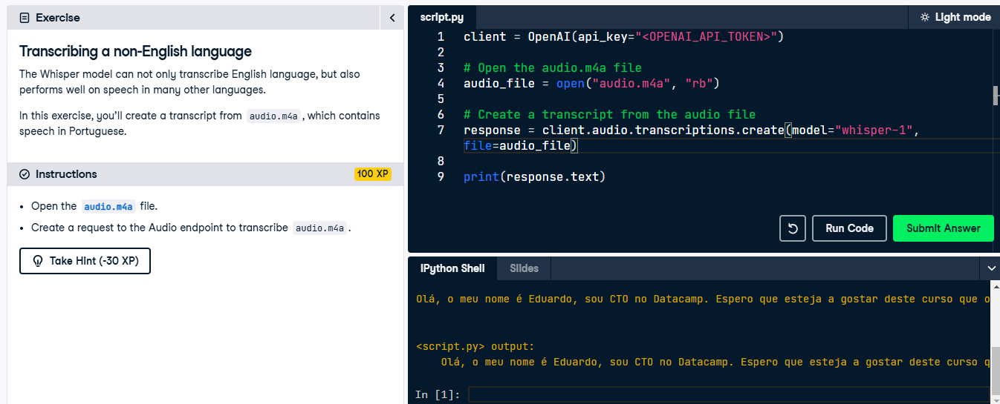 Exercise
Transcribing a non-English language
The Whisper model can not only transcribe English language, but also
performs well on speech in many other languages.
In this exercise, you'll create a transcript from audio.m4a, which contains
speech in Portuguese.
Instructions
100 XP
Open the audio.m4a file.
Create a request to the Audio endpoint to transcribe audio.m4a.
Take Hint (-30 XP)
script.py
Light mode
1 client = OpenAI(api_key="<OPENAI_API_TOKEN>")
2
3 # Open the audio.m4a file
4 audio_file = open("audio.m4a", "rb")
5
6 # Create a transcript from the audio file
7 response = client.audio.transcriptions.create(model="whisper-1",
file=audio_file)
8
9 print(response.text)
Run Code
Submit Answer
IPython Shell
Slides
Olá, o meu nome é Eduardo, sou CTO no Datacamp. Espero que esteja a gostar deste curso que o
<script.py> output:
Olá, o meu nome é Eduardo, sou CTO no Datacamp. Espero que esteja a gostar deste curso q
In [1]: